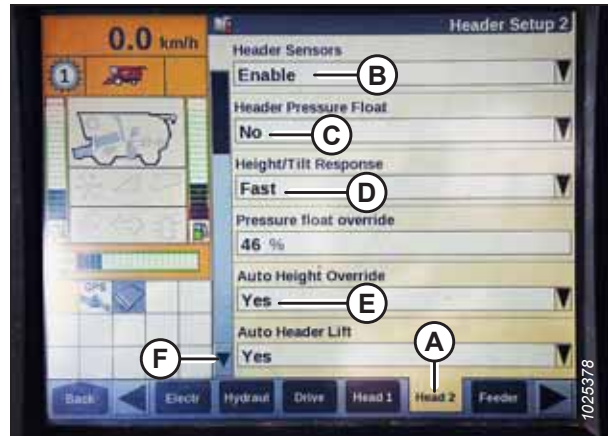 Header Setup 2
0.0 km/h
1
Header Sensors
Enable
B
Header Pressure Float
No
C
Height/Tilt Response
Fast
D
Pressure float override
46 %
Auto Height Override
Yes
E
Auto Header Lift
Yes
F
A
GPS
Back
Electr
Hydraul
Drive
Head 1
Head 2
Feeder
1025378